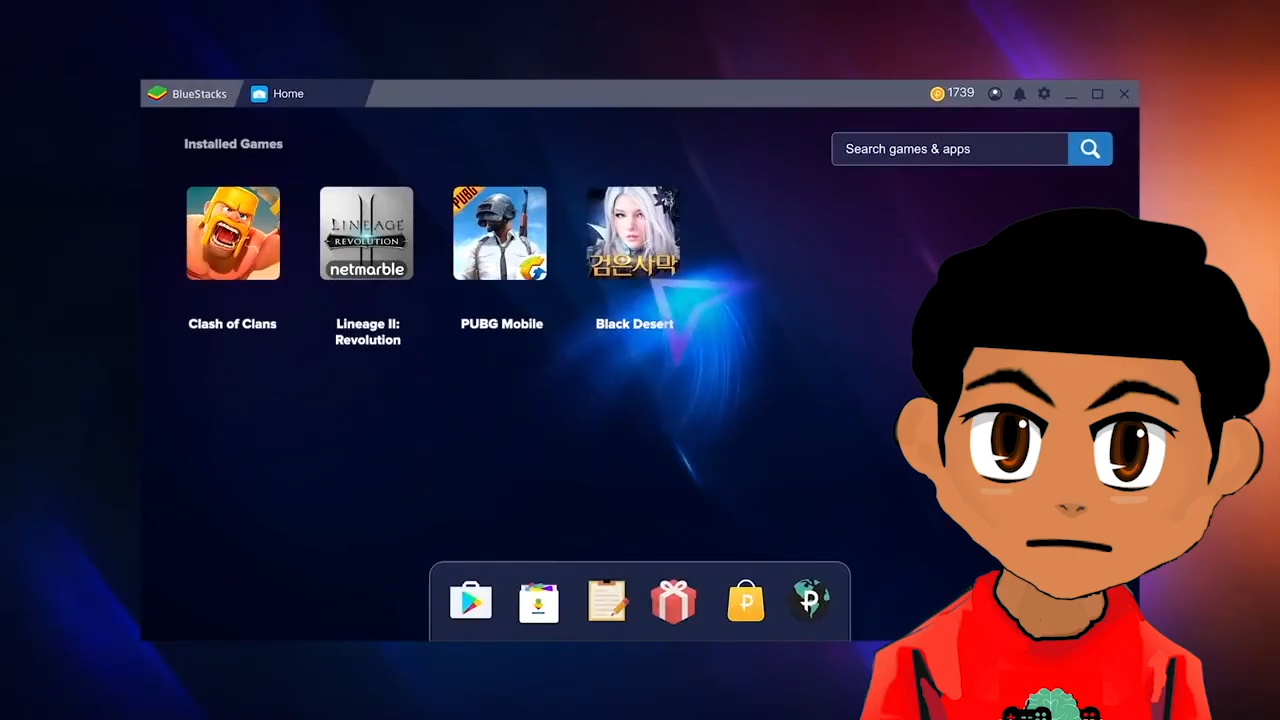 BlueStacks
Home
1739
Installed Games
Search games & apps
LINEAGE
REVOLUTION
netmarble
PUBG
검은사막
Clash of Clans
Lineage II:
Revolution
PUBG Mobile
Black Desert